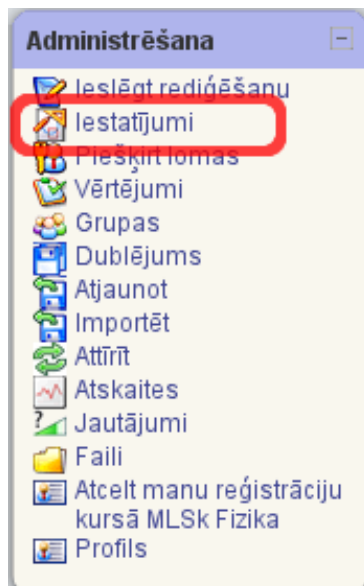 Administrēšana
Ieslēgt rediģēšanu
Iestatījumi
Piešķirt lomas
Vērtējumi
Grupas
Dublējums
Atjaunot
Importēt
Attīrīt
Atskaites
Jautājumi
Faili
Atcelt manu reģistrāciju
kursā MLSk Fizika
Profils